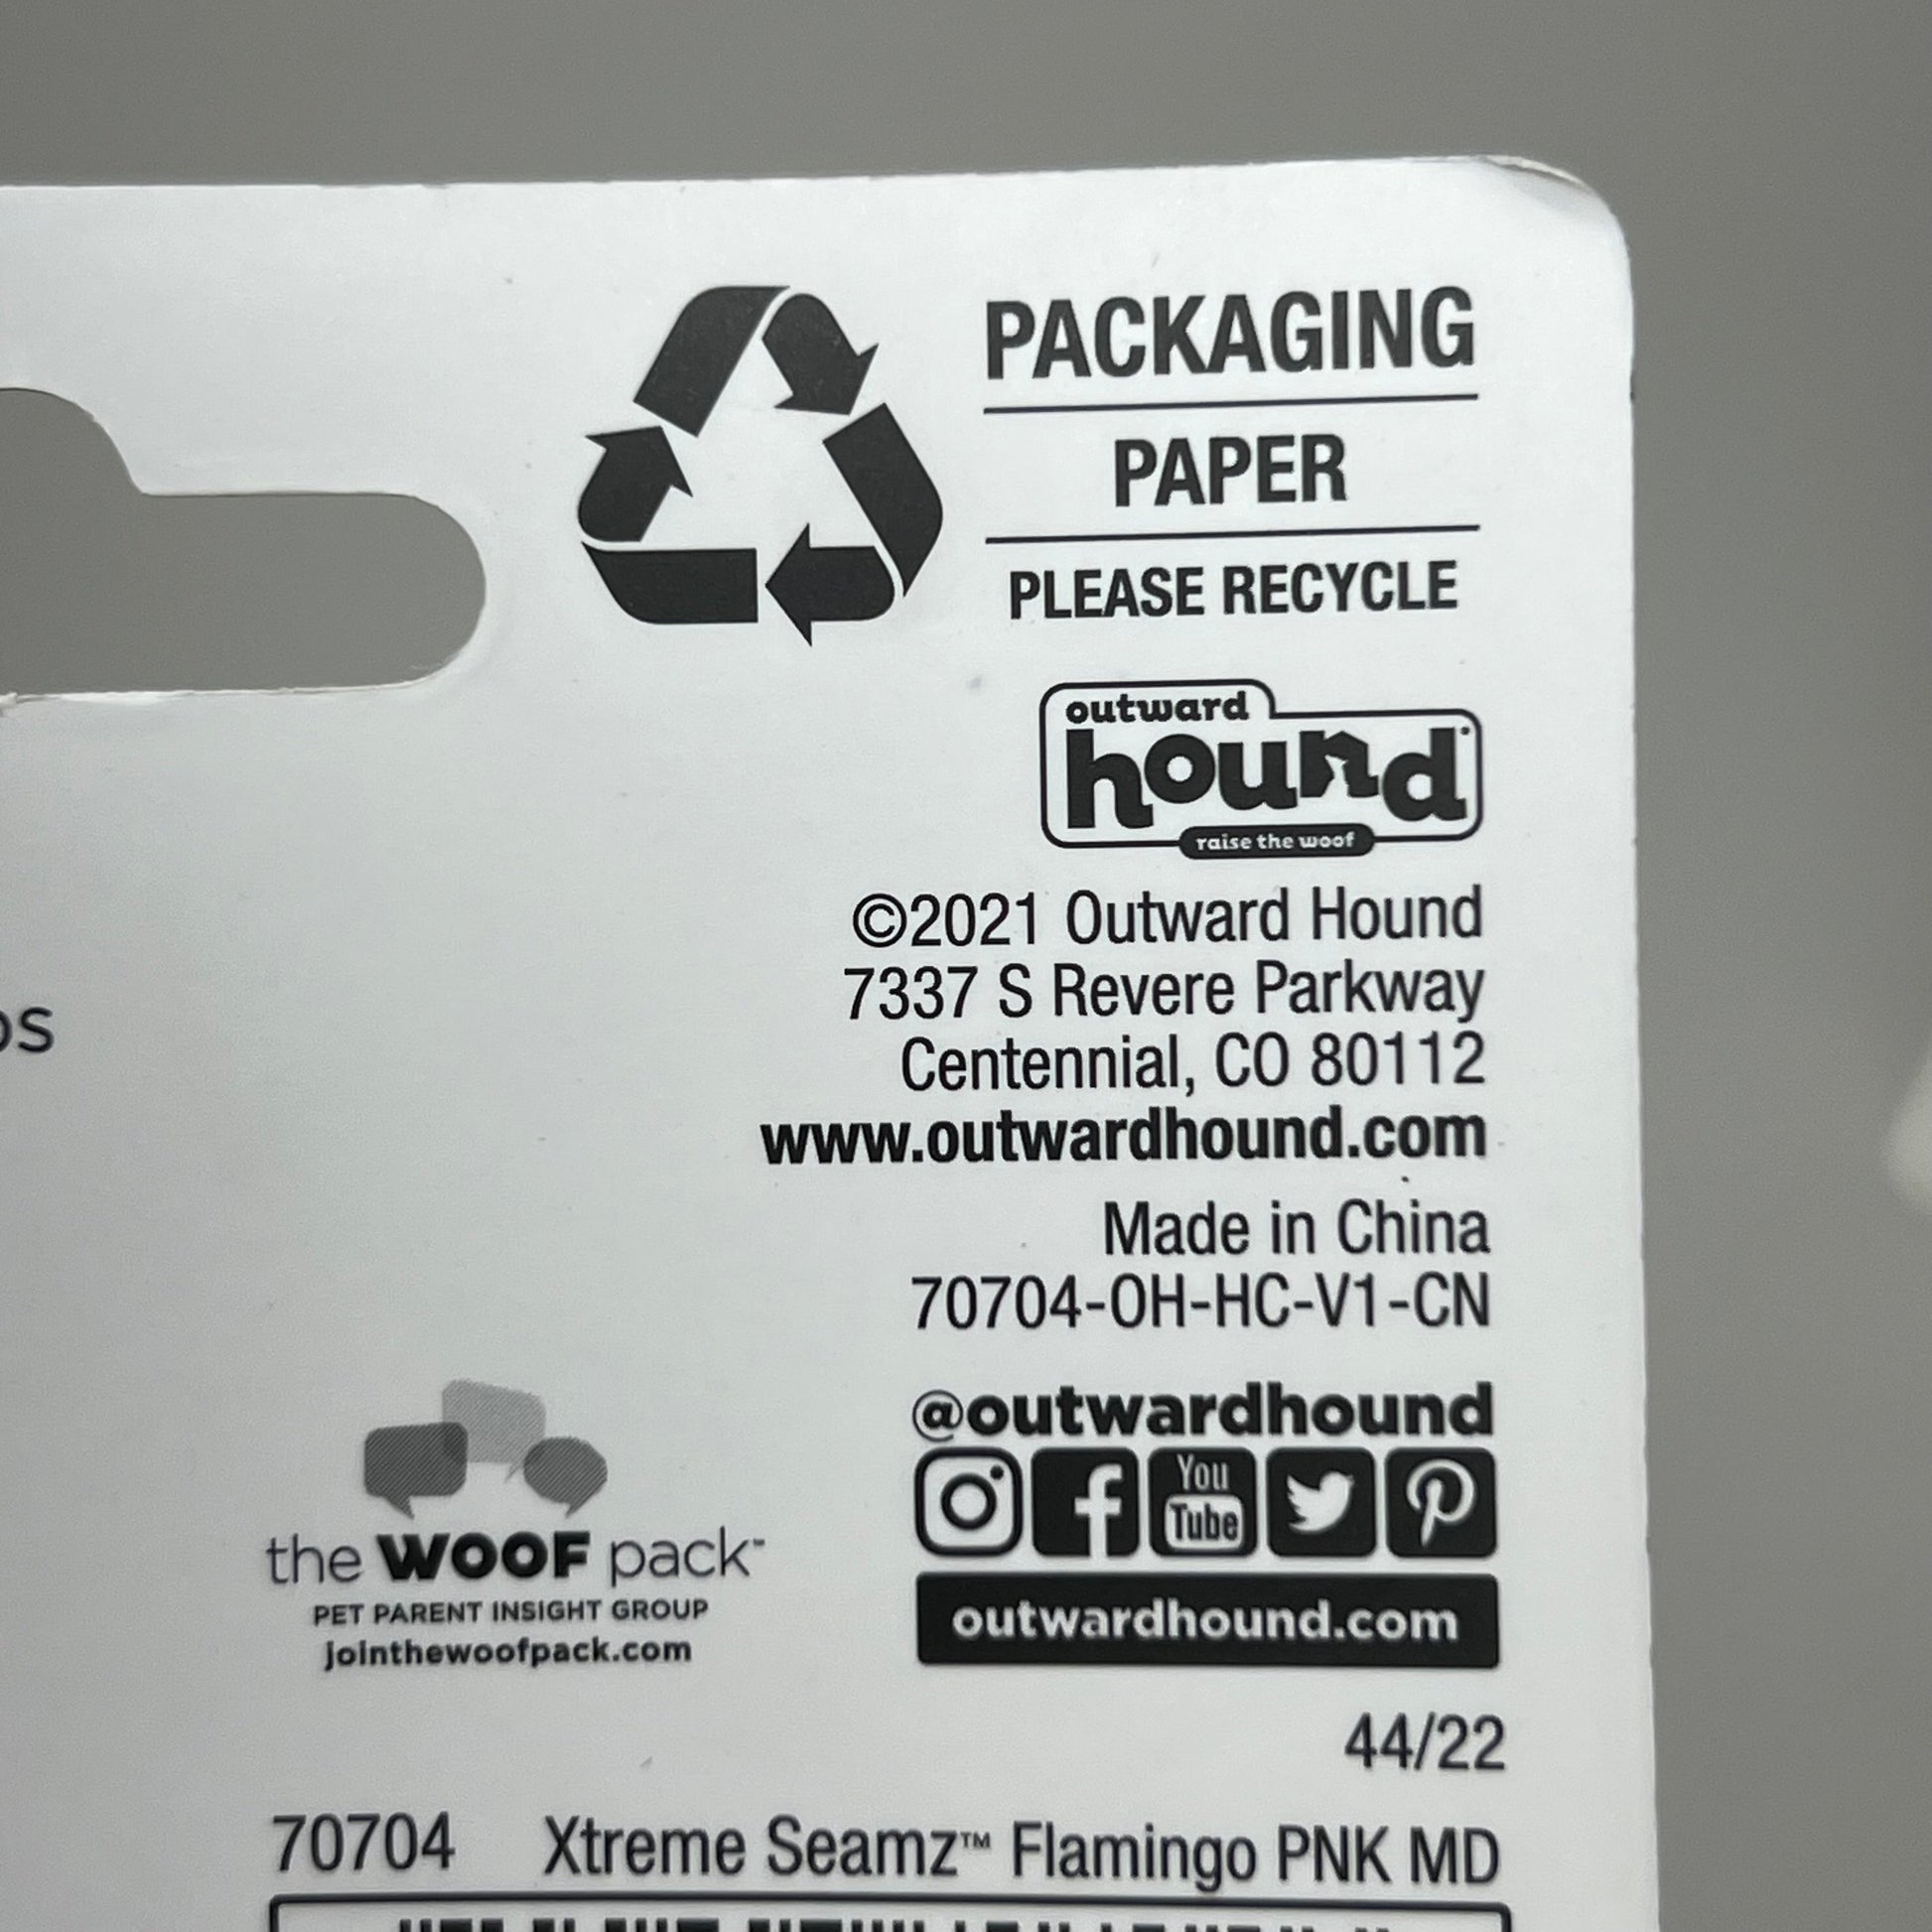 PACKAGING
PAPER
PLEASE RECYCLE
outward
hound
raise the woof
©2021 Outward Hound
7337 S Revere Parkway
Centennial, CO 80112
www.outwardhound.com
Made in China
70704-OH-HC-V1-CN
@outwardhound
You
Tube
outwardhound.com
the WOOF pack™
PET PARENT INSIGHT GROUP
jointhewoofpack.com
44/22
70704 Xtreme Seamz™ Flamingo PNK MD